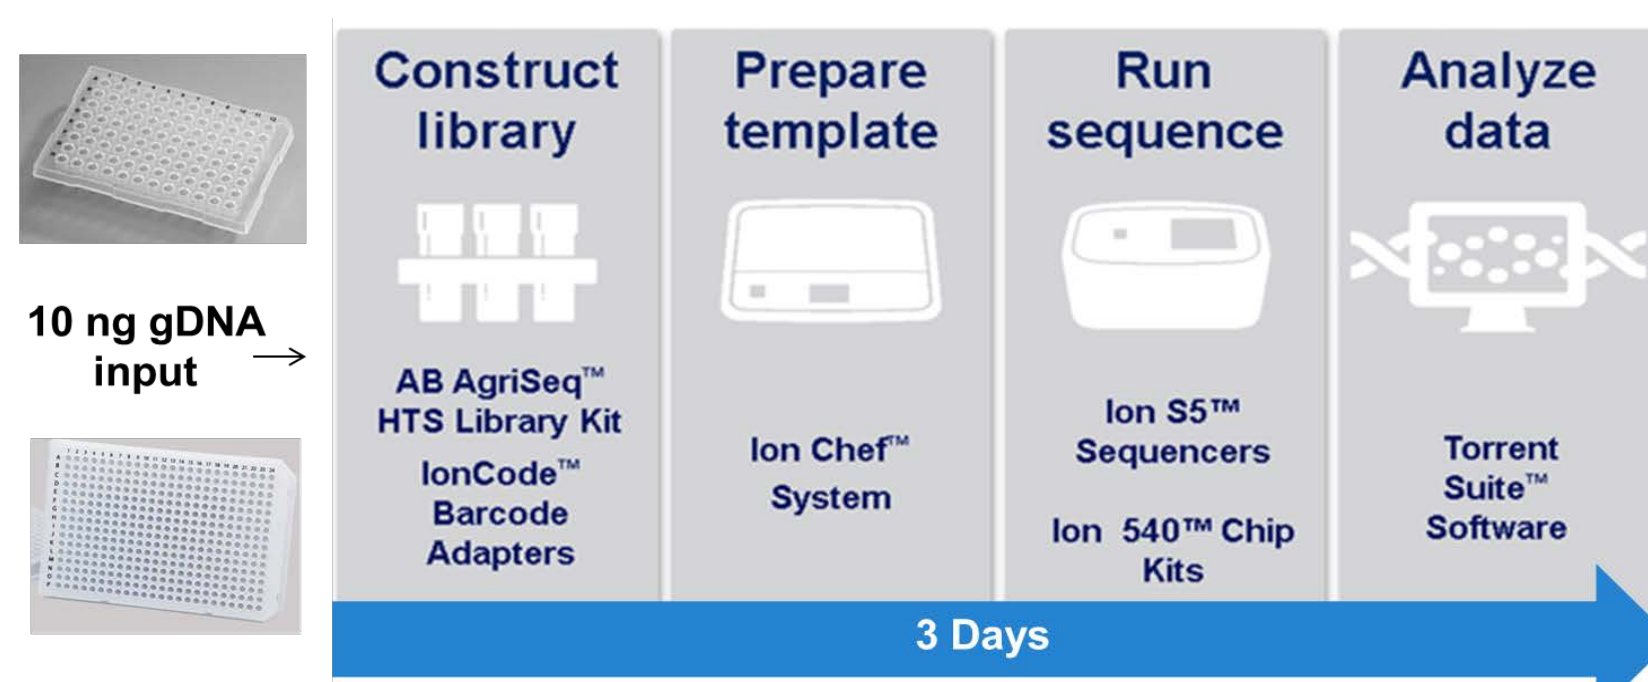 10 ng gDNA
input
Construct
library
AB AgriSeq™
HTS Library Kit
IonCode™
Barcode
Adapters
Prepare
template
Ion Chef™
System
Run
sequence
Ion S5™
Sequencers
Ion 540™ Chip
Kits
Analyze
data
Torrent
Suite™
Software
3 Days